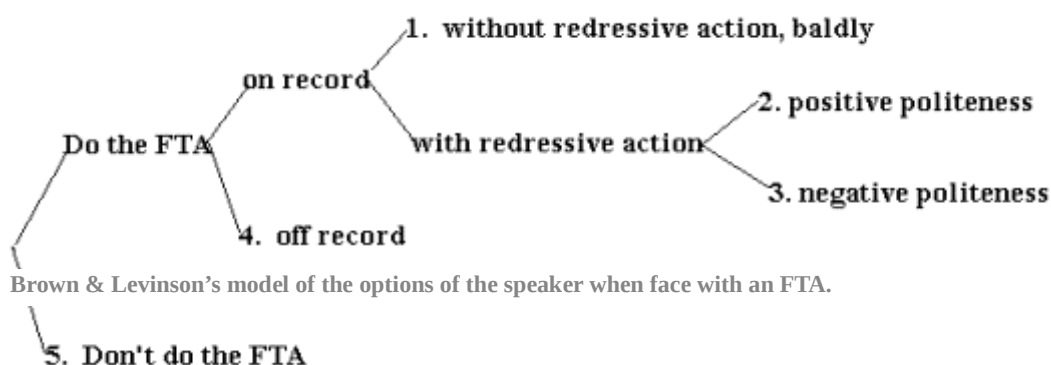 1. without redressive action, baldly
on record
2. positive politeness
Do the FTA
with redressive action
3. negative politeness
4. off record
Brown & Levinson’s model of the options of the speaker when face with an FTA.
5. Don't do the FTA